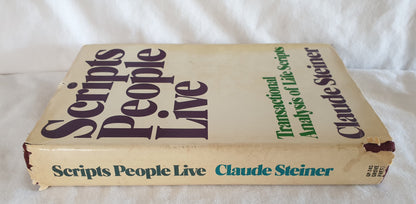 Scripts
People
Live
Transactional
Analysis of Life Scripts
Claude Steiner
Scripts People Live Claude Steiner